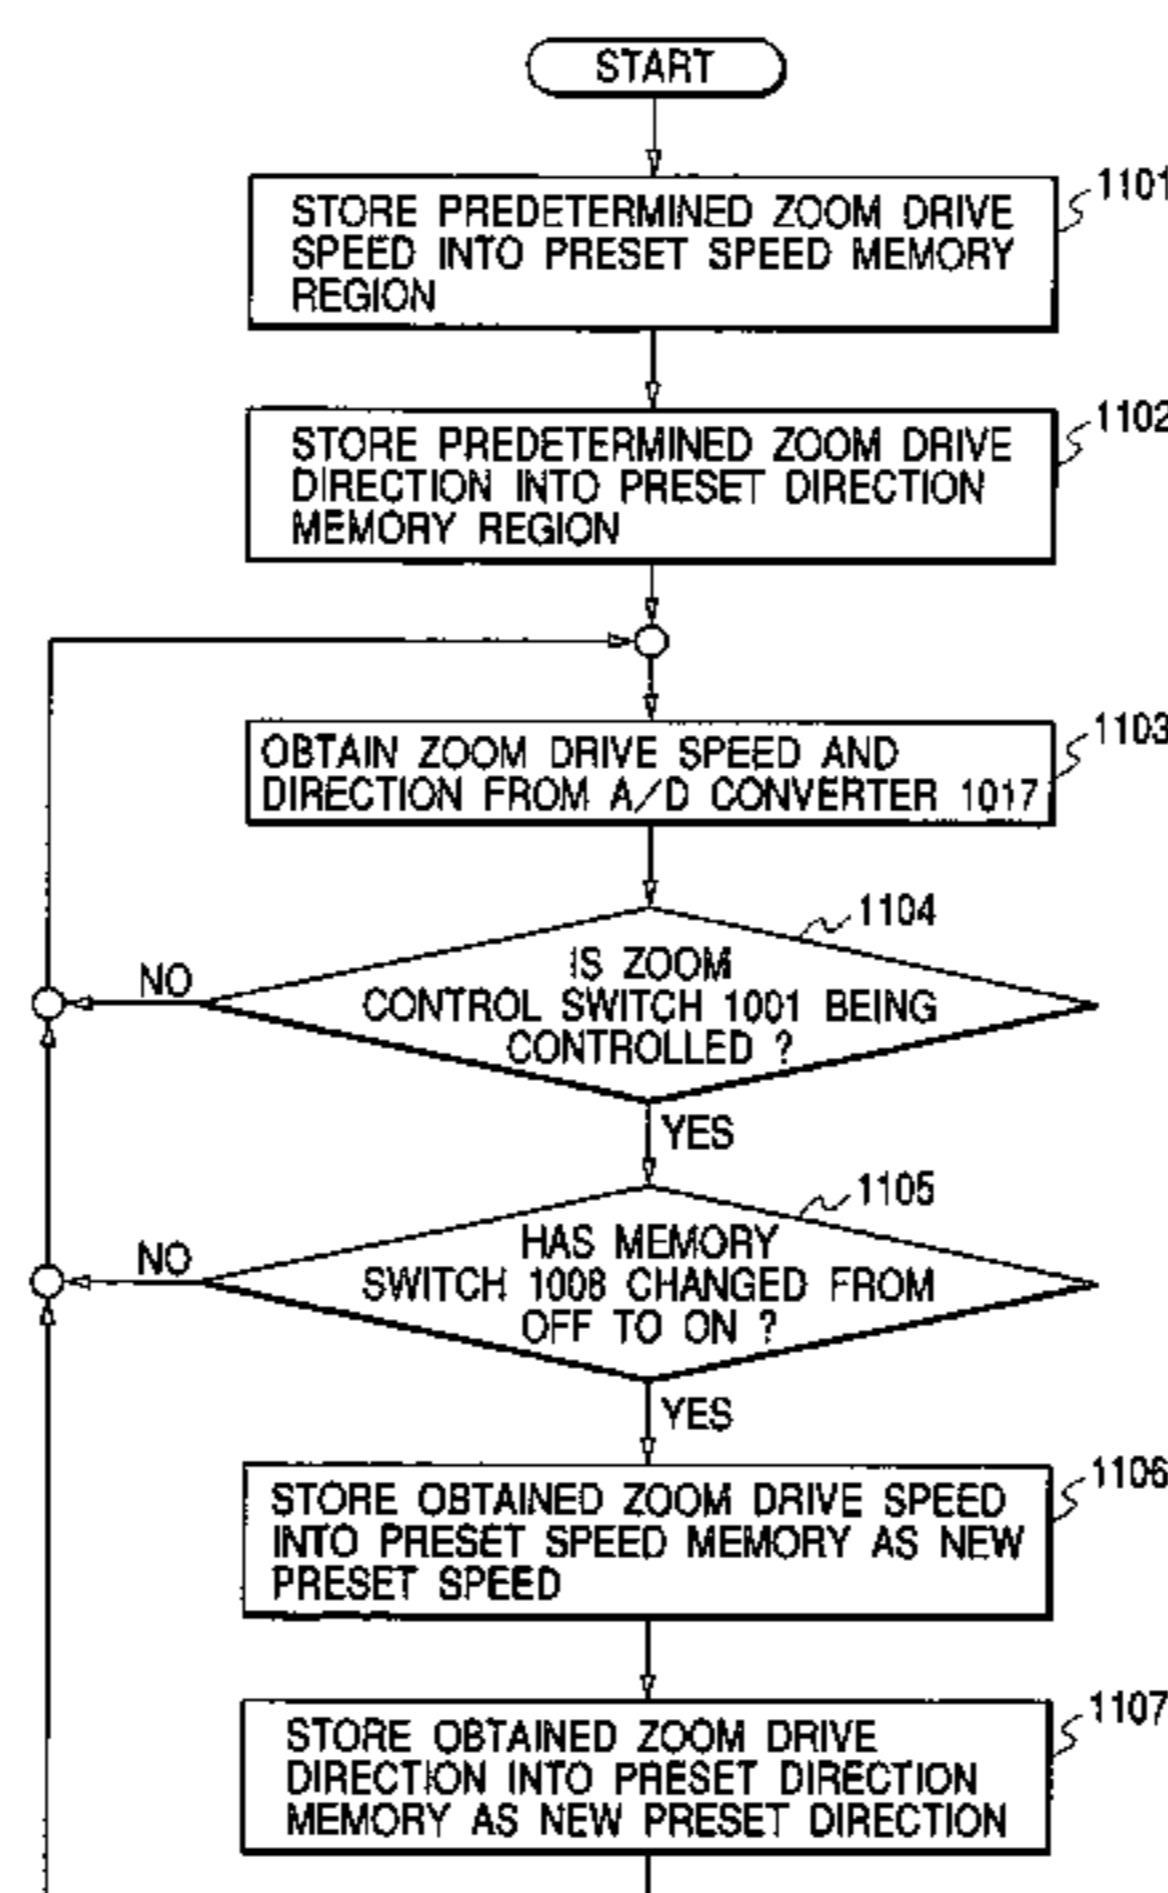 START
1101
STORE PREDETERMINED ZOOM DRIVE
SPEED INTO PRESET SPEED MEMORY
REGION
1102
STORE PREDETERMINED ZOOM DRIVE
DIRECTION INTO PRESET DIRECTION
MEMORY REGION
1103
OBTAIN ZOOM DRIVE SPEED AND
DIRECTION FROM A/D CONVERTER 1017
1104
IS ZOOM
CONTROL SWITCH 1001 BEING
CONTROLLED ?
NO
YES
1105
HAS MEMORY
SWITCH 1008 CHANGED FROM
OFF TO ON ?
NO
YES
1106
STORE OBTAINED ZOOM DRIVE SPEED
INTO PRESET SPEED MEMORY AS NEW
PRESET SPEED
1107
STORE OBTAINED ZOOM DRIVE
DIRECTION INTO PRESET DIRECTION
MEMORY AS NEW PRESET DIRECTION